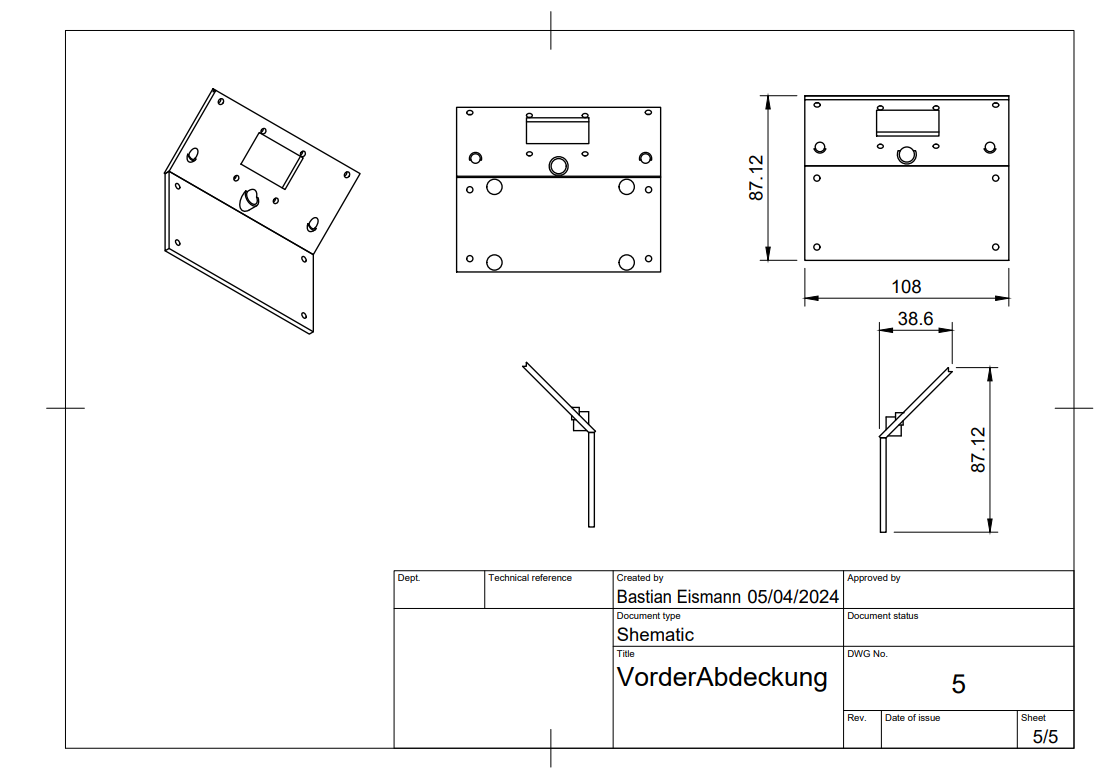 87.12
108
38.6
87.12
Dept.
Technical reference
Created by
Approved by
Bastian Eismann 05/04/2024
Document type
Document status
Shematic
Title
DWG No.
VorderAbdeckung
5
Rev.
Date of issue
Sheet
5/5